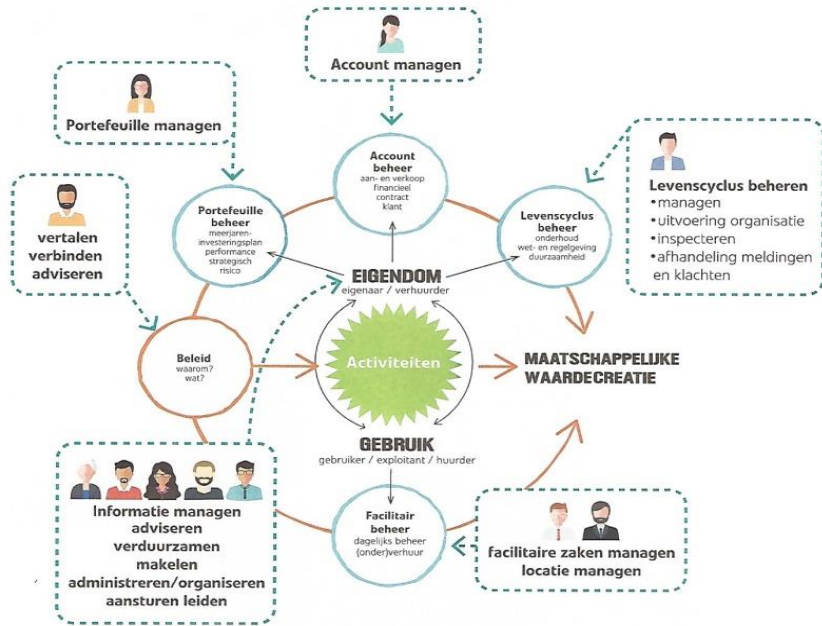 Account managen
Portefeuille managen
vertalen
verbinden
adviseren
Account
beheer
aan- en verkoop
financieel
contract
klant
Portefeuille
beheer
meerjaren-
investeringsplan
performance
strategisch
risico
Levenscyclus
beheer
onderhoud
wet- en regelgeving
duurzaamheid
Levenscyclus beheren
•managen
•uitvoering organisatie
•inspecteren
•afhandeling meldingen
en klachten
EIGENDOM
eigenaar / verhuurder
Beleid
waarom?
wat?
Activiteiten
MAATSCHAPPELIJKE
WAARDECREATIE
GEBRUIK
gebruiker / exploitant / huurder
Informatie managen
adviseren
verduurzamen
makelen
administreren/organiseren
aansturen leiden
Facilitair
beheer
dagelijks beheer
(onder)verhuur
facilitaire zaken managen
locatie managen